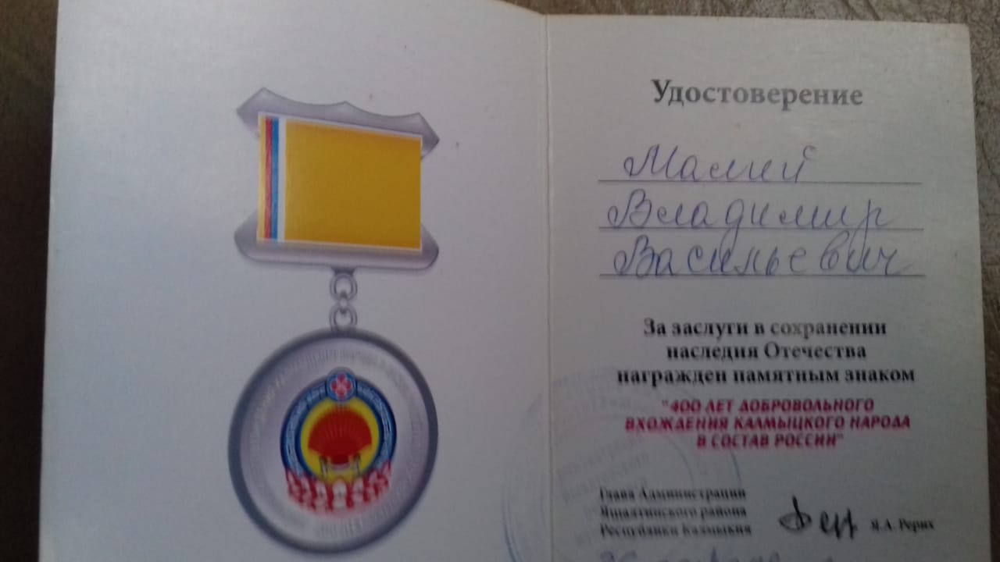 Удостоверение
Малий
Владимир
Васильевич
За заслуги в сохранении
наследия Отечества
награжден памятным знаком
"400 ЛЕТ ДОБРОВОЛЬНОГО
ВХОЖДЕНИЯ КАЛМЫЦКОГО НАРОДА
В СОСТАВ РОССИИ"
Глава Администрации
Яшалтинского района
Республики Калмыкия
Я.А. Рерих